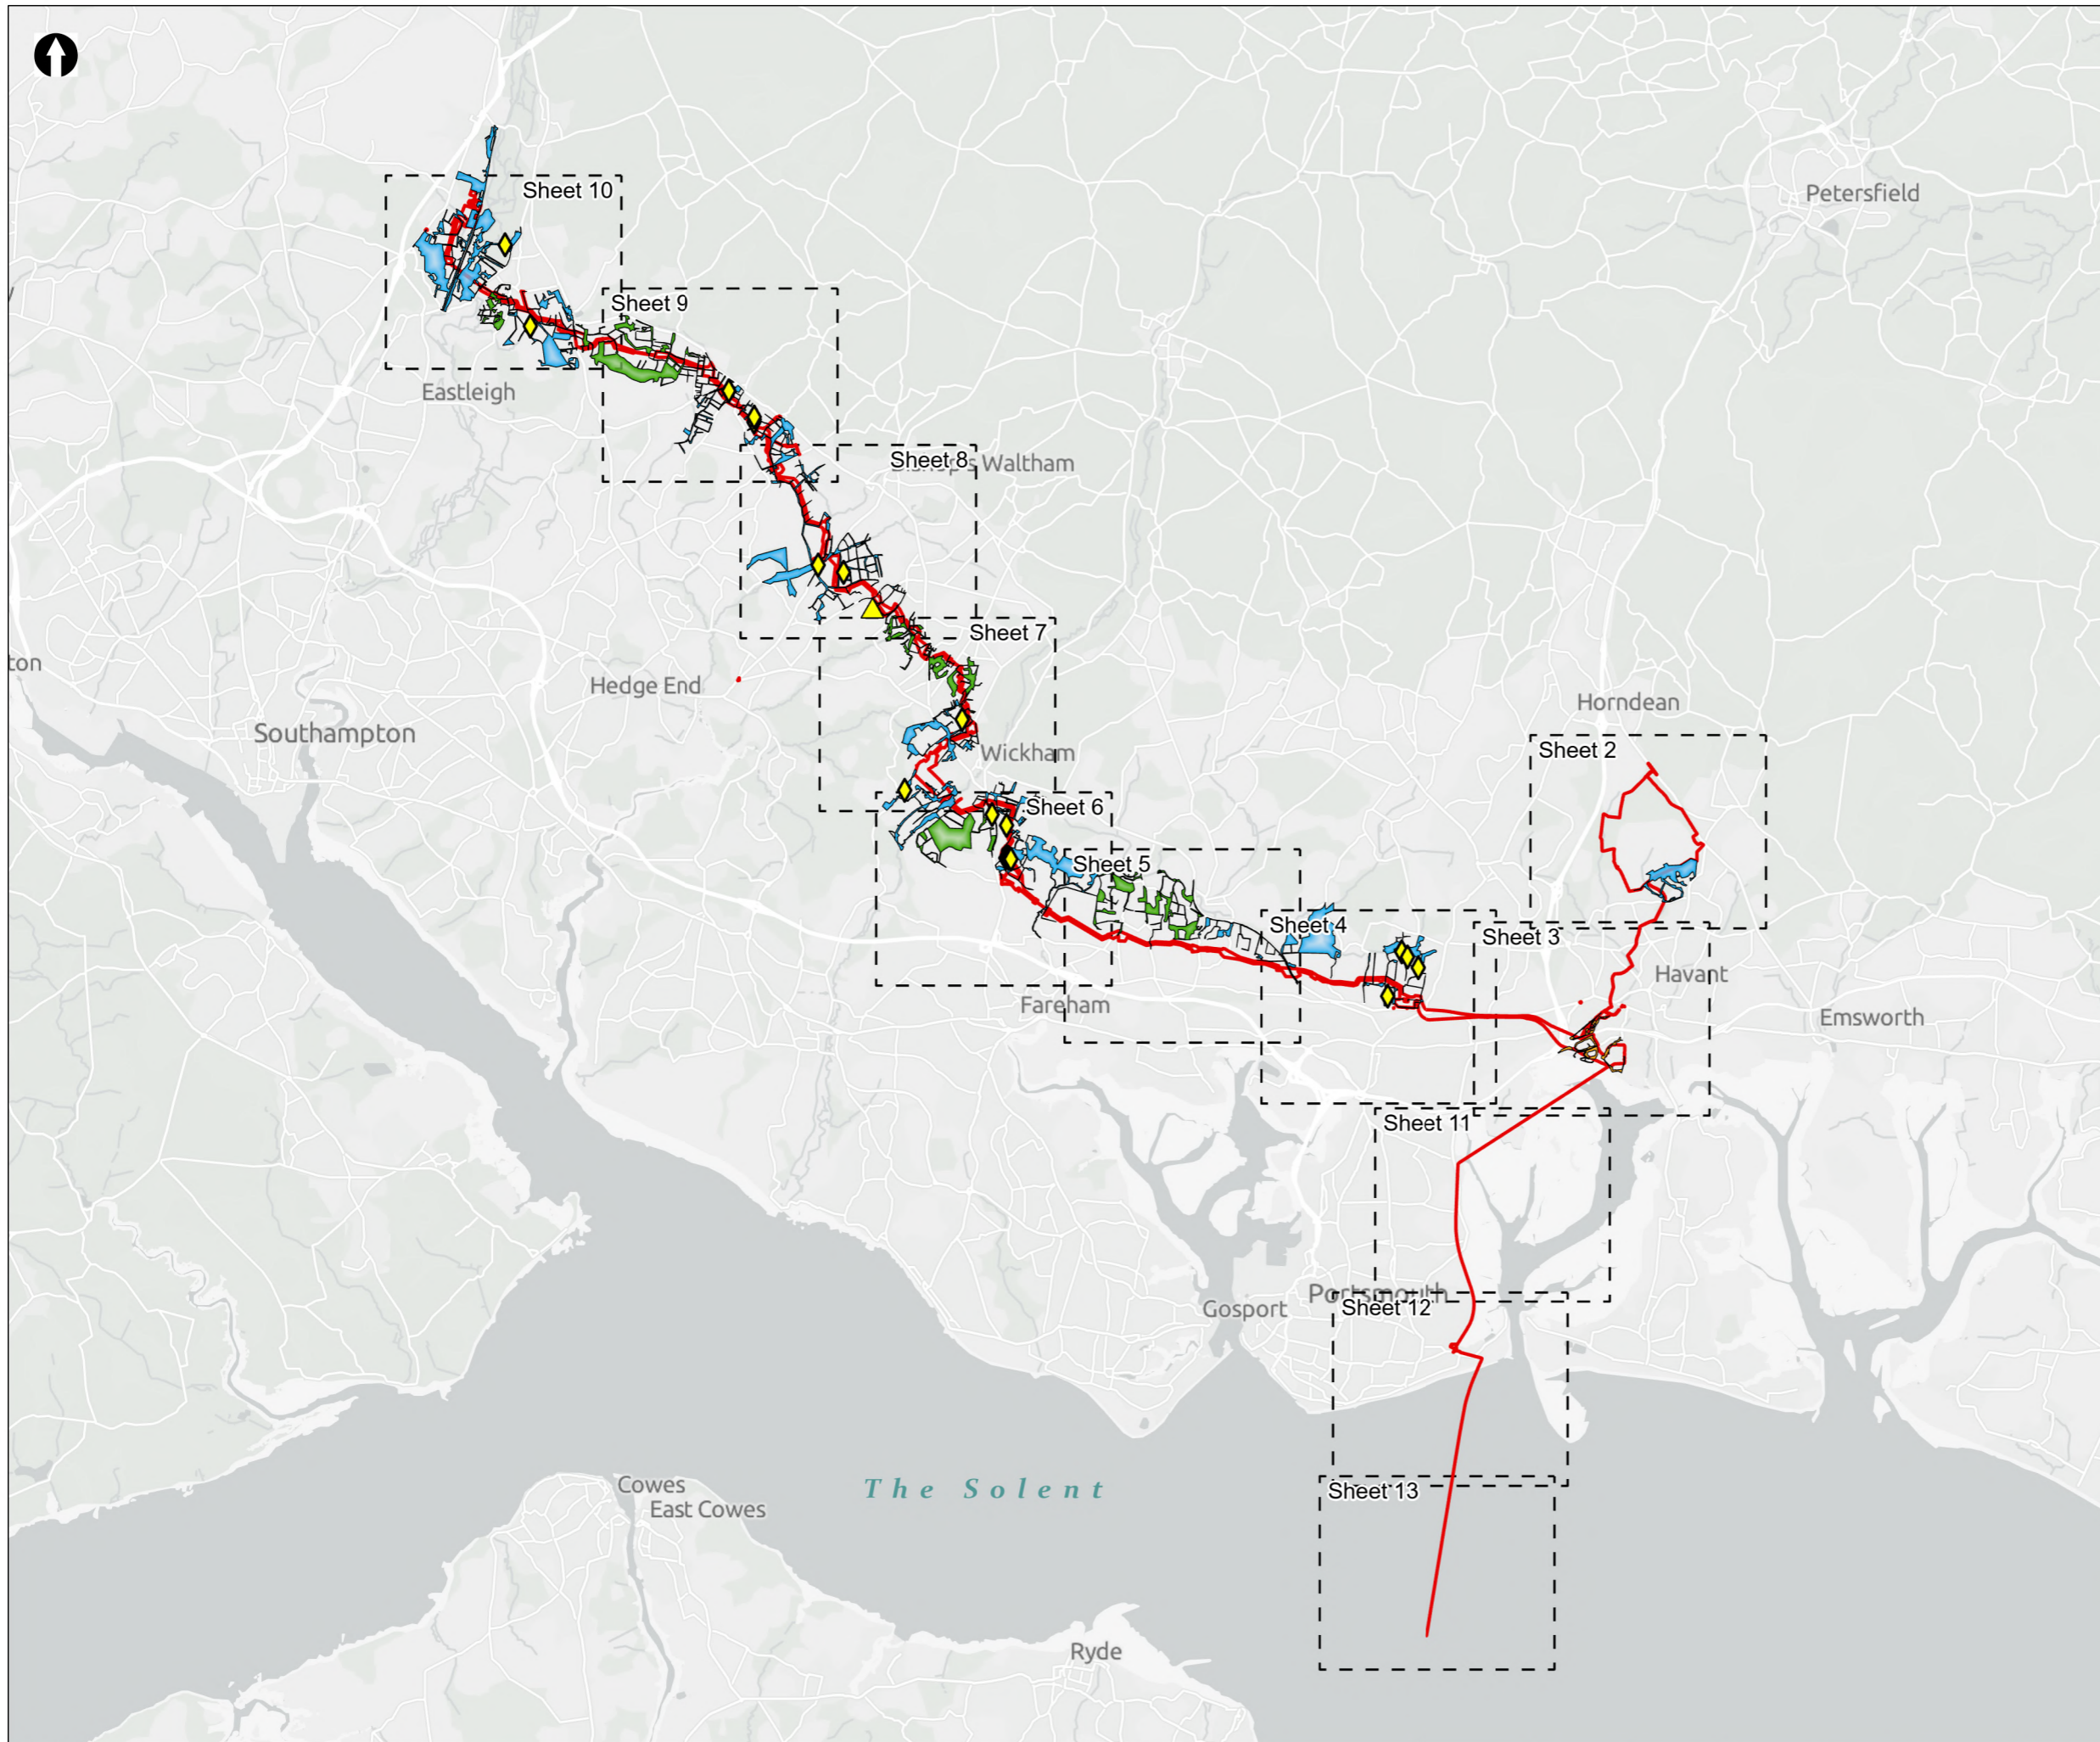 Petersfield
Sheet 10
Sheet 9
Eastleigh
Sheet 8
Bishop's Waltham
Sheet 7
ton
Hedge End
Horndean
Southampton
Sheet 2
Wickham
Sheet 6
Sheet 5
Sheet 4
Sheet 3
Havant
Fareham
Emsworth
Sheet 11
Portsmouth
Sheet 12
Gosport
Cowes
The Solent
Sheet 13
East Cowes
Ryde